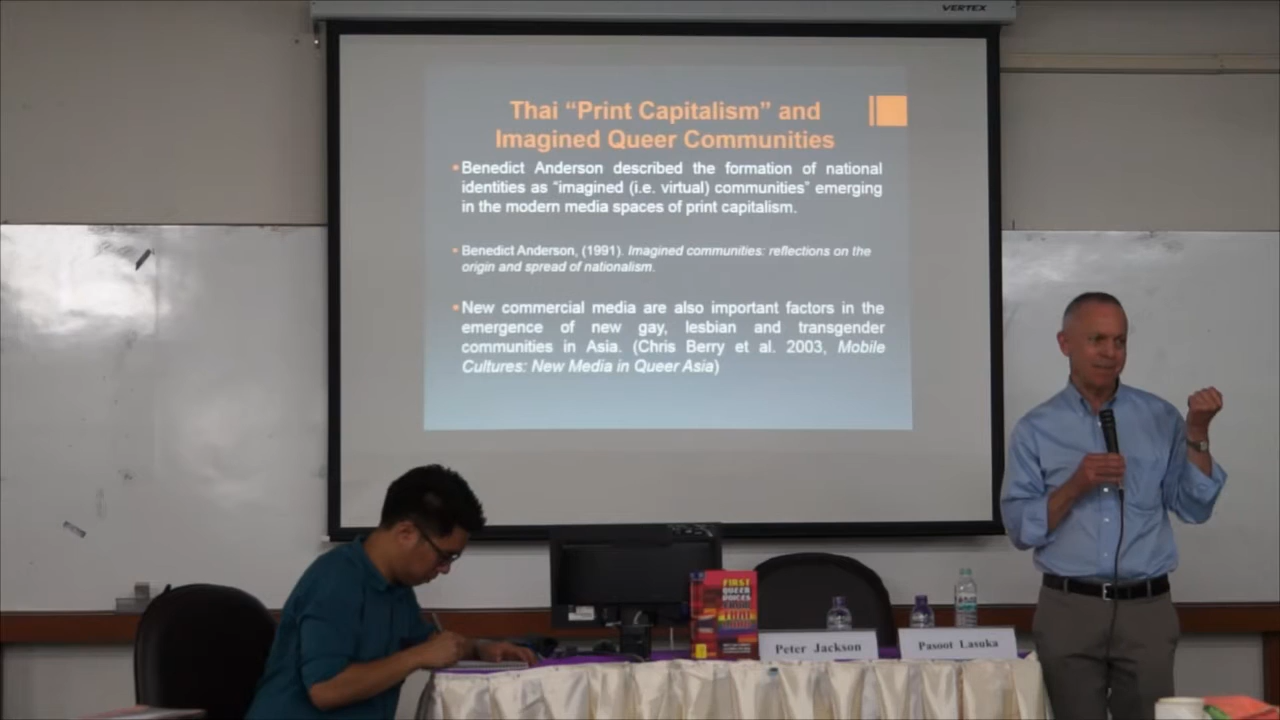 VERTEX
Thai “Print Capitalism” and
Imagined Queer Communities
Benedict Anderson described the formation of national
identities as “imagined (i.e. virtual) communities” emerging
in the modern media spaces of print capitalism.
Benedict Anderson, (1991). Imagined communities: reflections on the
origin and spread of nationalism.
New commercial media are also important factors in the
emergence of new gay, lesbian and transgender
communities in Asia. (Chris Berry et al. 2003, Mobile
Cultures: New Media in Queer Asia)
FIRST
QUEER
VOICES
FROM
Peter Jackson
Pasoot Lasuka